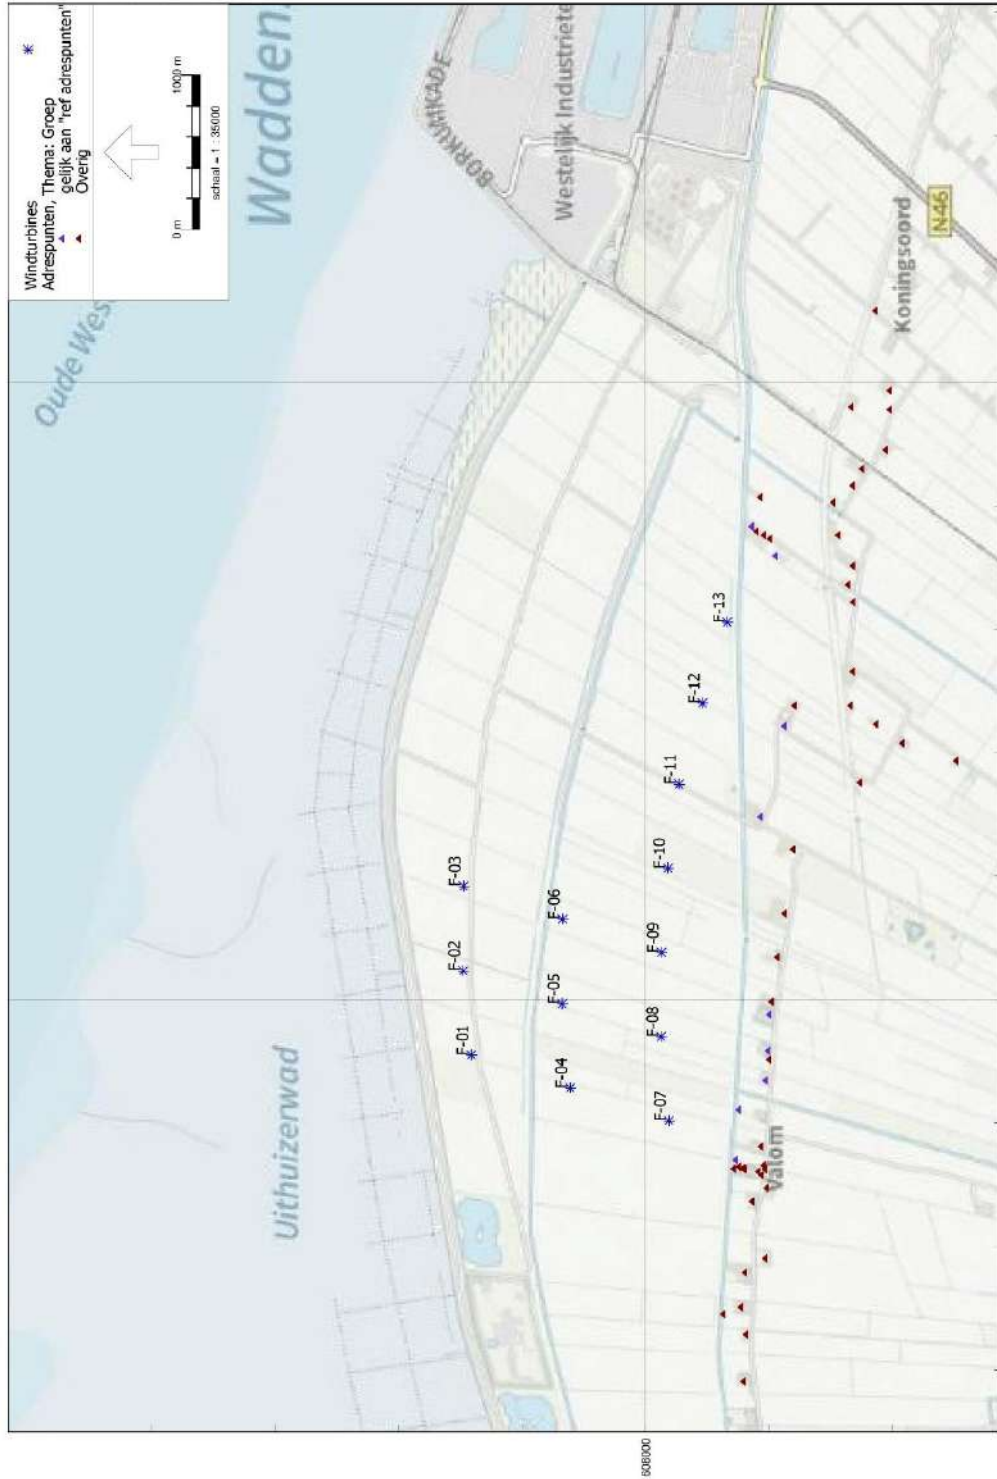 Windturbines
Adrespunten, Thema: Groep
gelijk aan "ref adrespunten"
Overig
0 m
1000 m
schaal = 1 : 35000
Oude Wes
Wadden
BORKUMKADE
Westelijk Industrieter
Uithuizerwad
F-01
F-02
F-03
F-04
F-05
F-06
F-07
F-08
F-09
F-10
F-11
F-12
F-13
Valom
Koningsoord
N46
608000